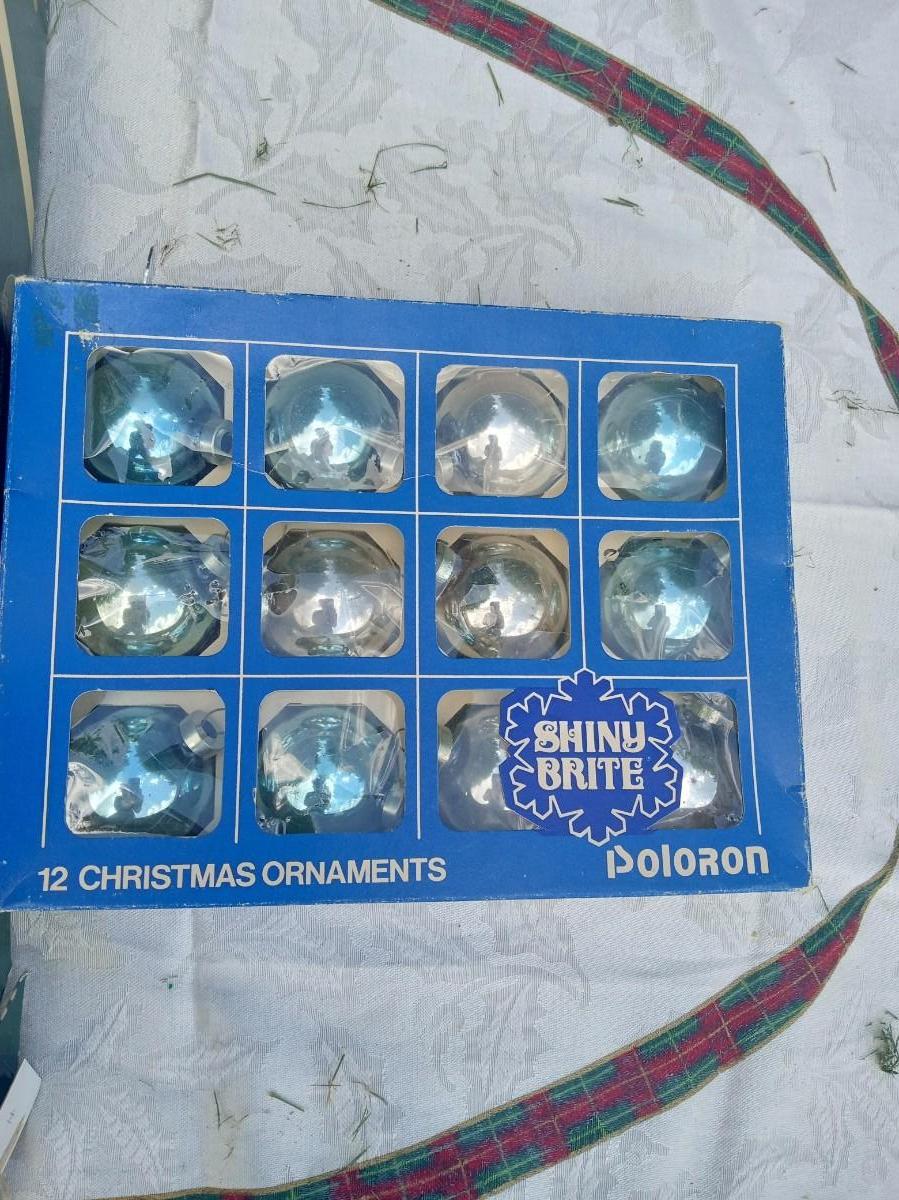 SHINY
BRITE
12 CHRISTMAS ORNAMENTS
Poloron